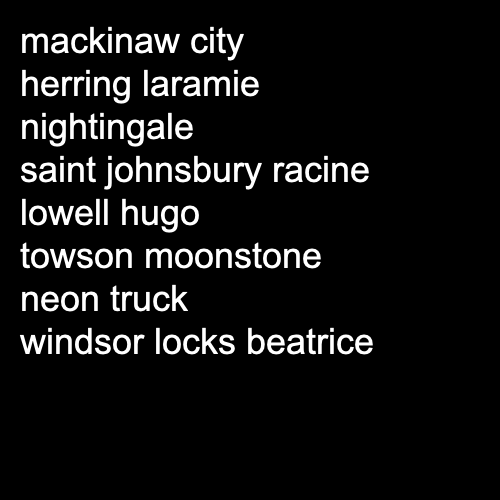 mackinaw city
herring laramie
nightingale
saint johnsbury racine
lowell hugo
towson moonstone
neon truck
windsor locks beatrice